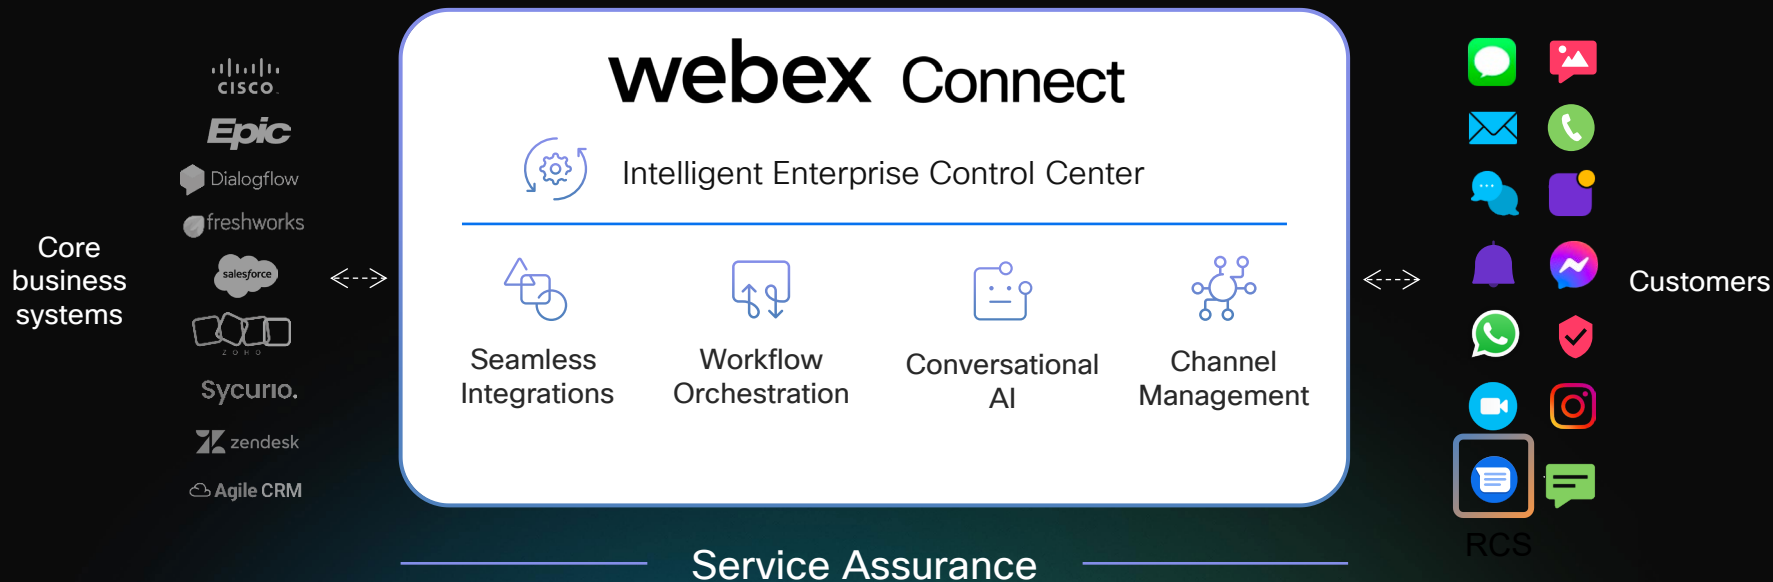 Core
business
systems
CISCO
Epic
Dialogflow
freshworks
salesforce
ZOHO
Sycurio.
zendesk
Agile CRM
webex Connect
Intelligent Enterprise Control Center
Seamless
Integrations
Workflow
Orchestration
Conversational
AI
Channel
Management
Customers
RCS
Service Assurance